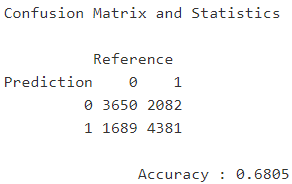 Confusion Matrix and Statistics
Reference
Prediction 0 1
0 3650 2082
1 1689 4381
Accuracy : 0.6805